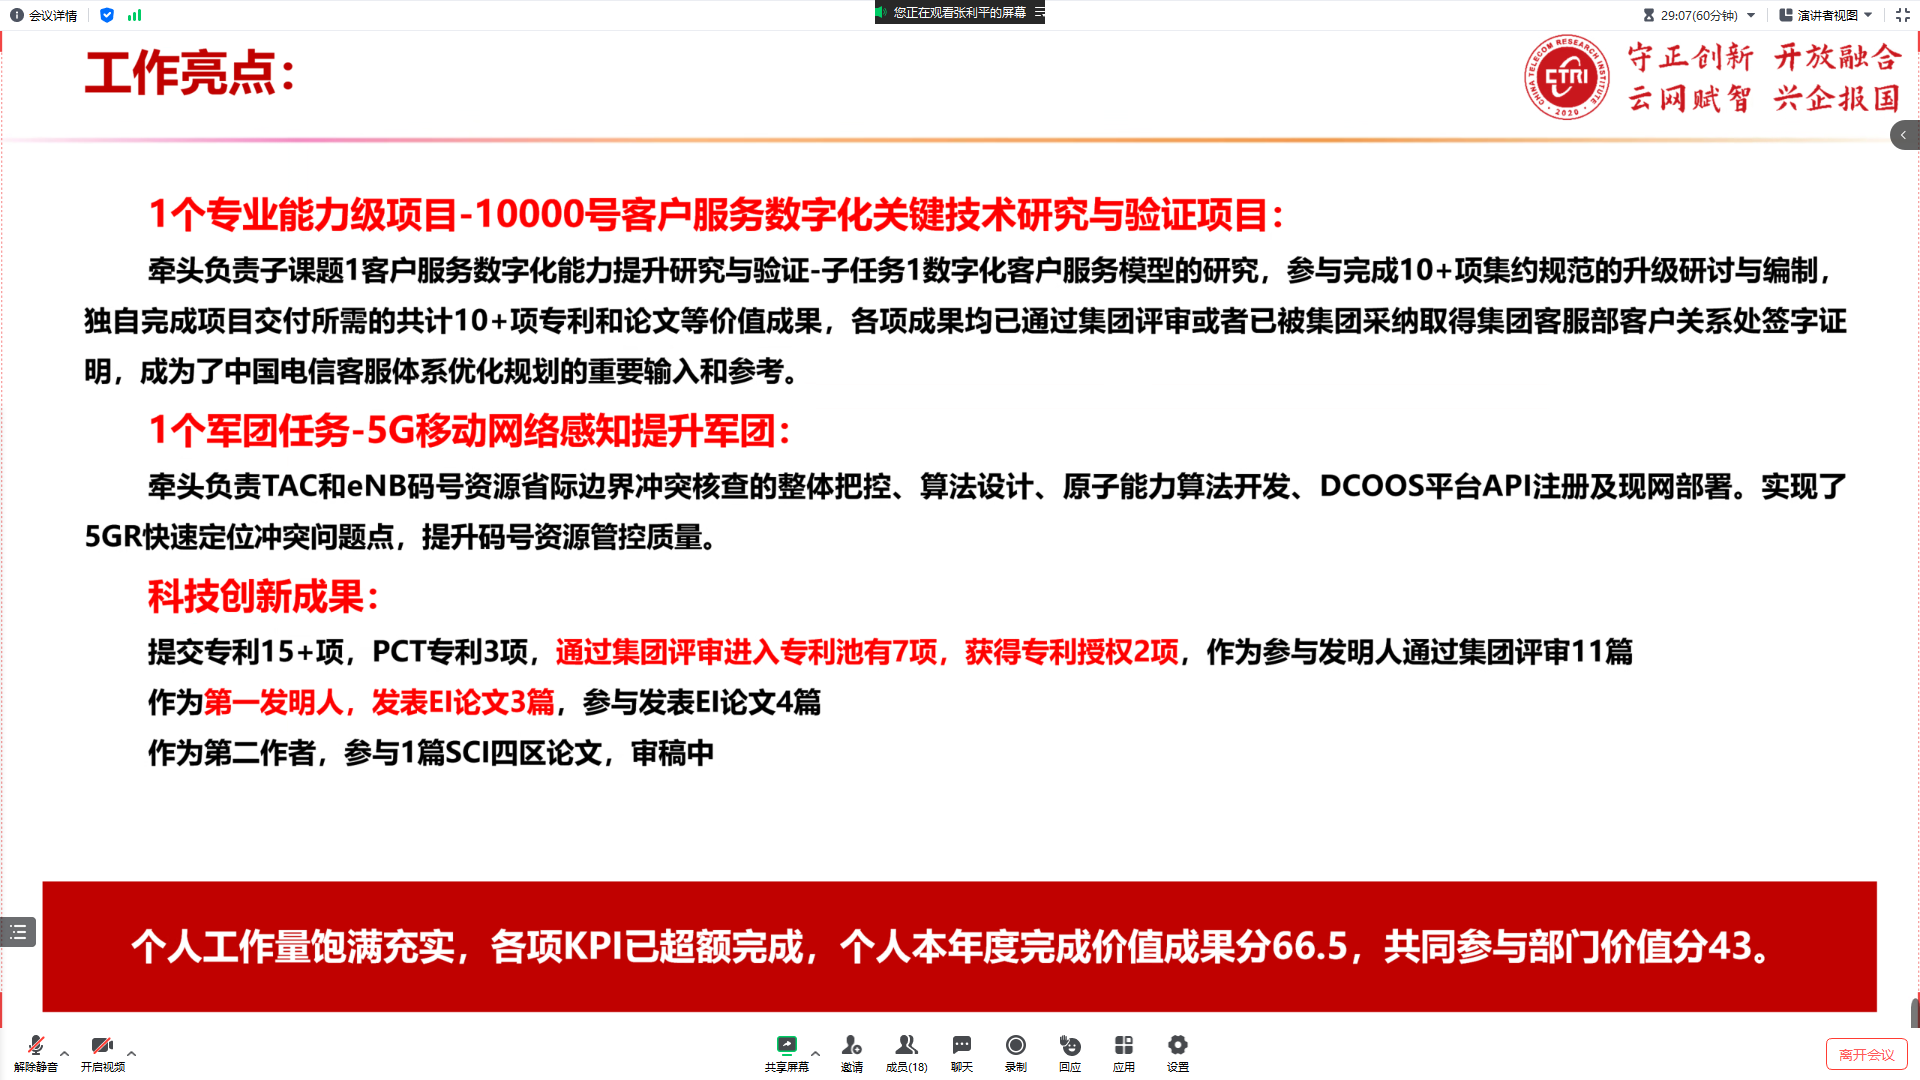 会议详情
您正在观看张利平的屏幕
29:07(60分钟)
演讲者视图
工作亮点：
CHINA TELECOM RESEARCH INSTITUTE
CTRI
2020
守正创新 开放融合
云网赋智 兴企报国
1个专业能力级项目-10000号客户服务数字化关键技术研究与验证项目：
牵头负责子课题1客户服务数字化能力提升研究与验证-子任务1数字化客户服务模型的研究，参与完成10+项集约规范的升级研讨与编制，
独自完成项目交付所需的共计10+项专利和论文等价值成果，各项成果均已通过集团评审或者已被集团采纳取得集团客服部客户关系处签字证
明，成为了中国电信客服体系优化规划的重要输入和参考。
1个军团任务-5G移动网络感知提升军团：
牵头负责TAC和eNB码号资源省际边界冲突核查的整体把控、算法设计、原子能力算法开发、DCOOS平台API注册及现网部署。实现了
5GR快速定位冲突问题点，提升码号资源管控质量。
科技创新成果：
提交专利15+项，PCT专利3项，通过集团评审进入专利池有7项，获得专利授权2项，作为参与发明人通过集团评审11篇
作为第一发明人，发表EI论文3篇，参与发表EI论文4篇
作为第二作者，参与1篇SCI四区论文，审稿中
个人工作量饱满充实，各项KPI已超额完成，个人本年度完成价值成果分66.5，共同参与部门价值分43。
解除静音
开启视频
共享屏幕
邀请
成员(18)
聊天
录制
回应
应用
设置
离开会议